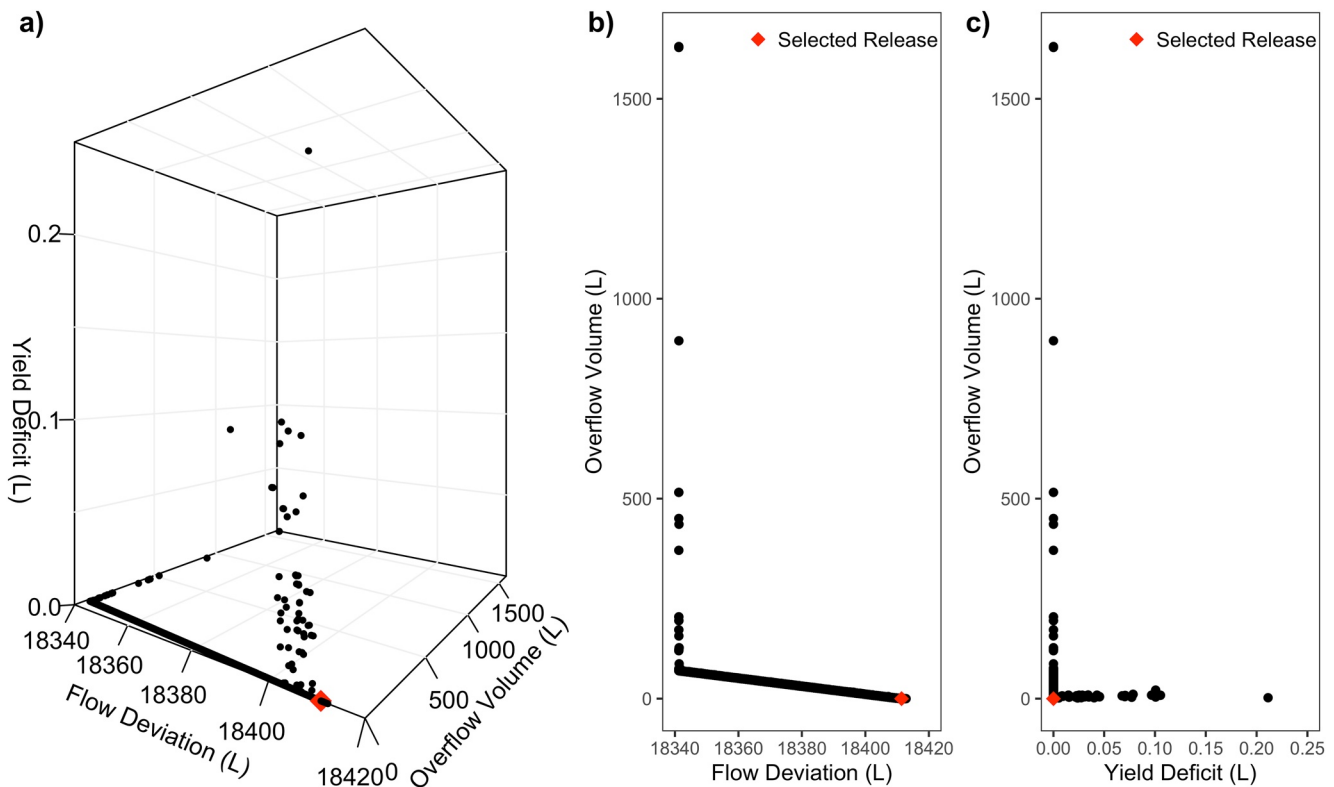 a)
0.2
0.1
0.0
Yield Deficit (L)
18340
18360
18380
18400
18420
Flow Deviation (L)
0
500
1000
1500
Overflow Volume (L)
b)
Selected Release
1500
1000
500
0
Overflow Volume (L)
18340 18360 18380 18400 18420
Flow Deviation (L)
c)
Selected Release
1500
1000
500
0
Overflow Volume (L)
0.00 0.05 0.10 0.15 0.20 0.25
Yield Deficit (L)